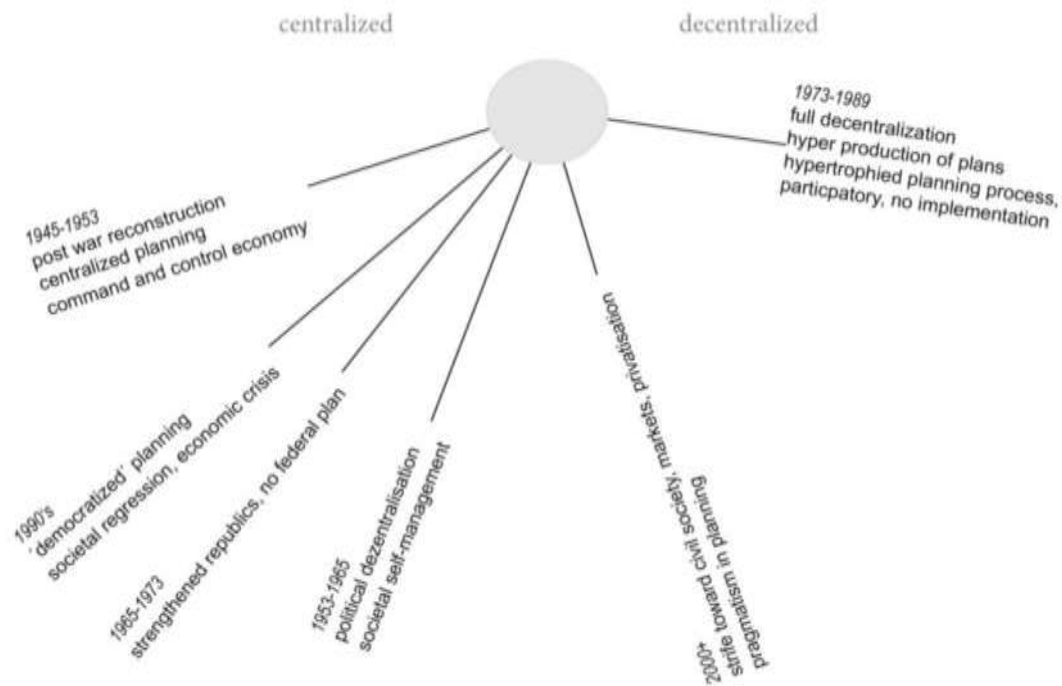 centralized
decentralized
1945-1953
post war reconstruction
centralized planning
command and control economy
1990's
'democratized' planning
societal regression, economic crisis
1965-1973
strengthened republics, no federal plan
1953-1965
political dezentralisation
societal self-management
2000+
strife toward civil society, markets, privatisation
pragmatism in planning
1973-1989
full decentralization
hyper production of plans
hypertrophied planning process,
particpatory, no implementation